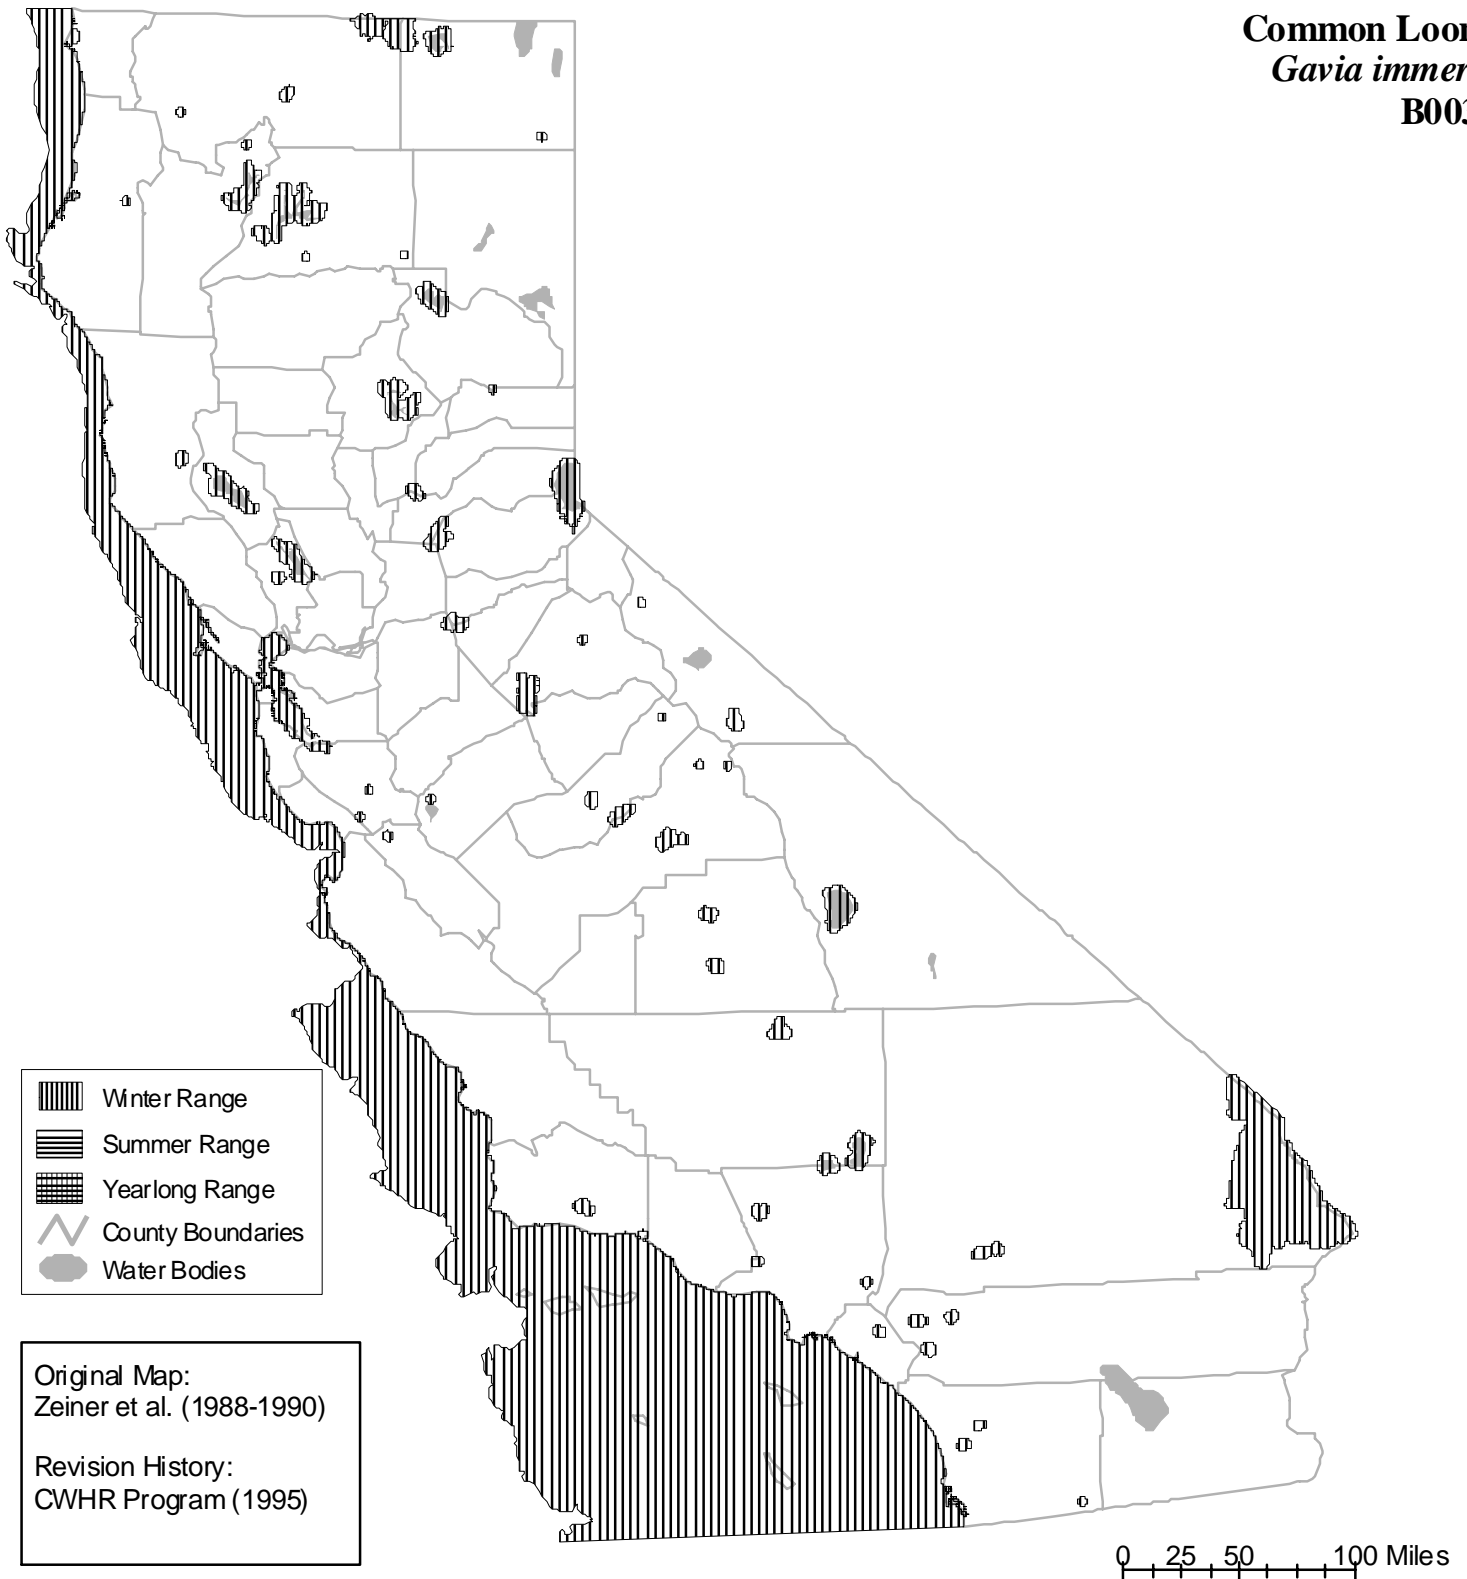 Common Loon
Gavia immer
B003
Winter Range
Summer Range
Yearlong Range
County Boundaries
Water Bodies
Original Map:
Zeiner et al. (1988-1990)
Revision History:
CWHR Program (1995)
0 25 50 100 Miles